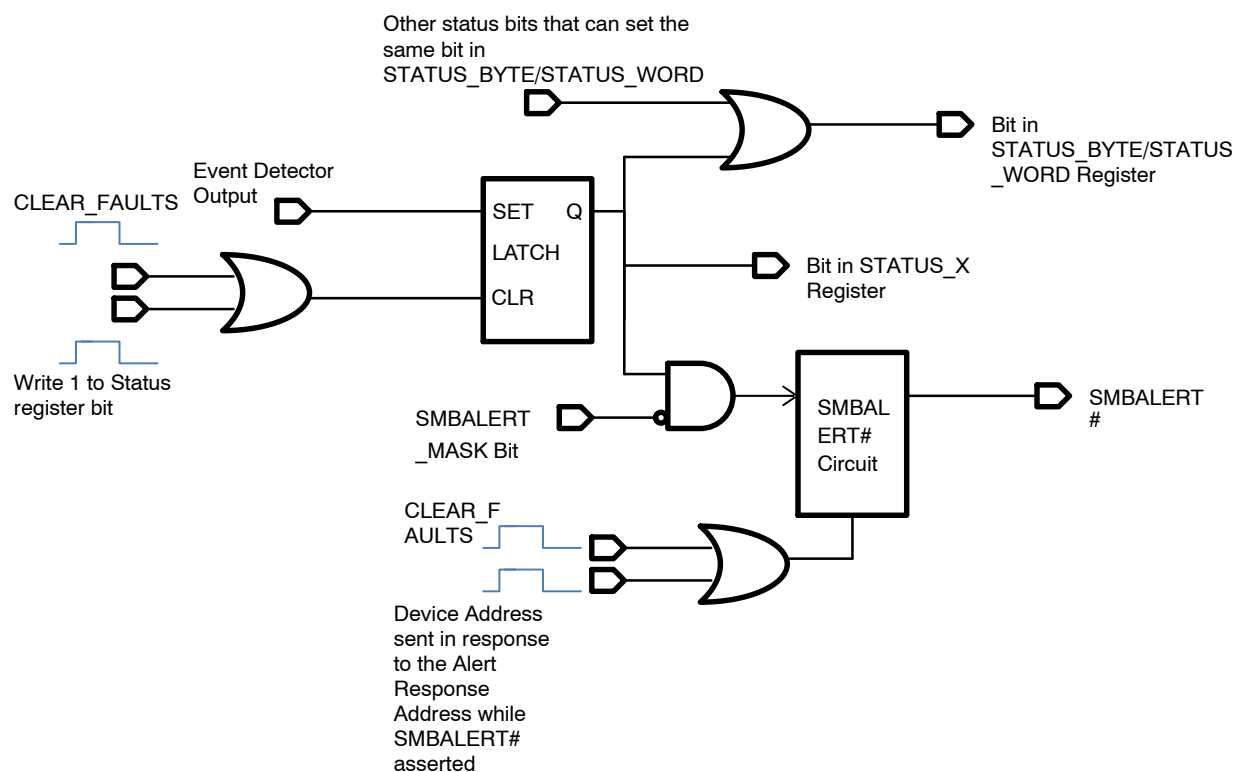 Other status bits that can set the
same bit in
STATUS_BYTE/STATUS_WORD
Bit in
STATUS_BYTE/STATUS
_WORD Register
Event Detector
Output
CLEAR_FAULTS
SET Q
LATCH
CLR
Bit in STATUS_X
Register
Write 1 to Status
register bit
SMBALERT
_MASK Bit
SMBAL
ERT#
Circuit
SMBALERT
#
CLEAR_F
AULTS
Device Address
sent in response
to the Alert
Response
Address while
SMBALERT#
asserted